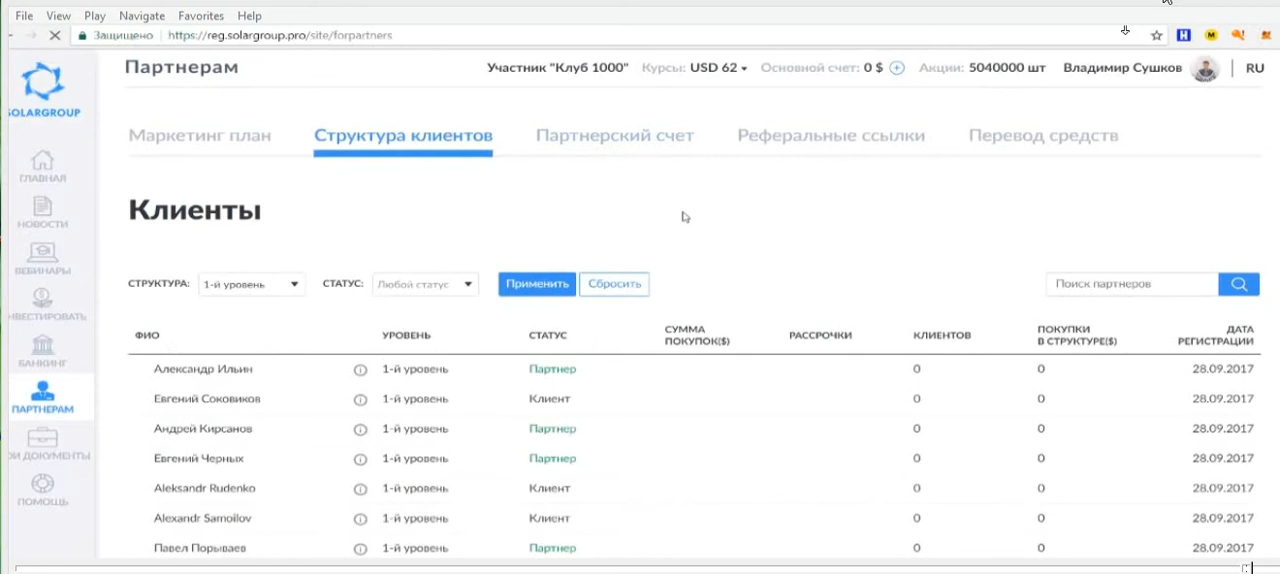 File View Play Navigate Favorites Help
Защищено https://reg.solargroup.pro/site/forpartners
SOLARGROUP
Партнерам
Участник "Клуб 1000" Курсы: USD 62 Основной счет: 0 $ Акции: 5040000 шт Владимир Сушков RU
Маркетинг план Структура клиентов Партнерский счет Реферальные ссылки Перевод средств
ГЛАВНАЯ
НОВОСТИ
ВЕБИНАРЫ
НВЕСТИРОВАТЬ
БАНКИНГ
ПАРТНЕРАМ
ОИ ДОКУМЕНТЫ
ПОМОЩЬ
Клиенты
СТРУКТУРА: 1-й уровень СТАТУС: Любой статус Применить Сбросить Поиск партнеров
ФИО УРОВЕНЬ СТАТУС СУММА ПОКУПОК($) РАССРОЧКИ КЛИЕНТОВ ПОКУПКИ В СТРУКТУРЕ($) ДАТА РЕГИСТРАЦИИ
Александр Ильин 1-й уровень Партнер 0 0 28.09.2017
Евгений Соковиков 1-й уровень Клиент 0 0 28.09.2017
Андрей Кирсанов 1-й уровень Партнер 0 0 28.09.2017
Евгений Черных 1-й уровень Партнер 0 0 28.09.2017
Aleksandr Rudenko 1-й уровень Клиент 0 0 28.09.2017
Alexandr Samoilov 1-й уровень Клиент 0 0 28.09.2017
Павел Порываев 1-й уровень Партнер 0 0 28.09.2017